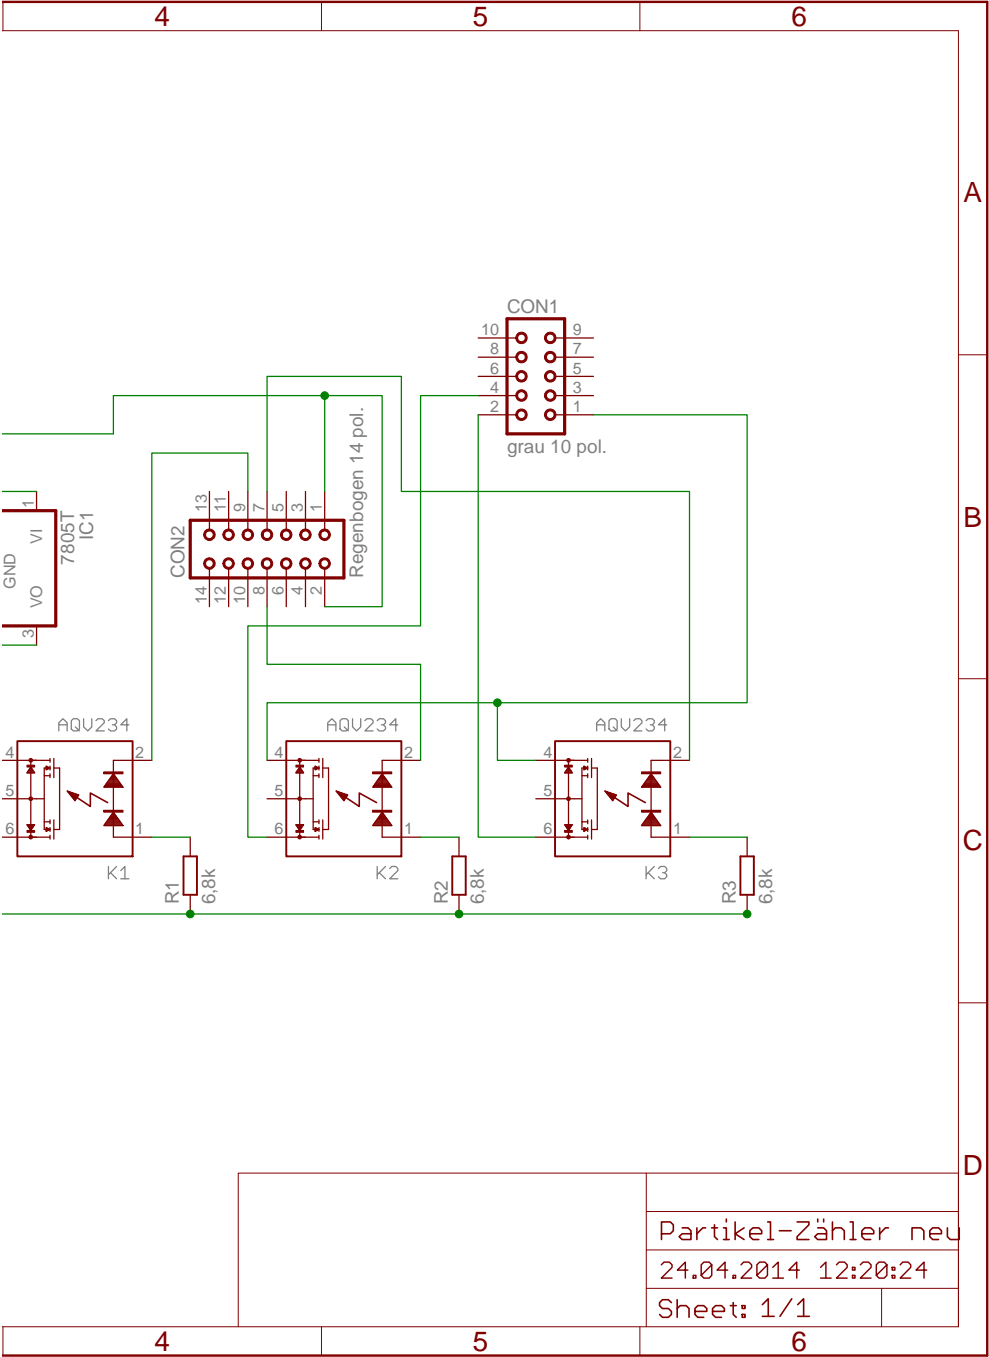 4 5 6
A
CON1
10 9
8 7
6 5
4 3
2 1
grau 10 pol.
Regenbogen 14 pol.
13 11 9 7 5 3 1
CON2
14 12 10 8 6 4 2
1
VI
GND
VO
3
7805T
IC1
B
AQV234 AQV234 AQV234
4 2 4 2 4 2
5 5 5
6 1 6 1 6 1
K1 K2 K3
R1 6,8k R2 6,8k R3 6,8k
C
D
Partikel-Zähler neu
24.04.2014 12:20:24
Sheet: 1/1
4 5 6